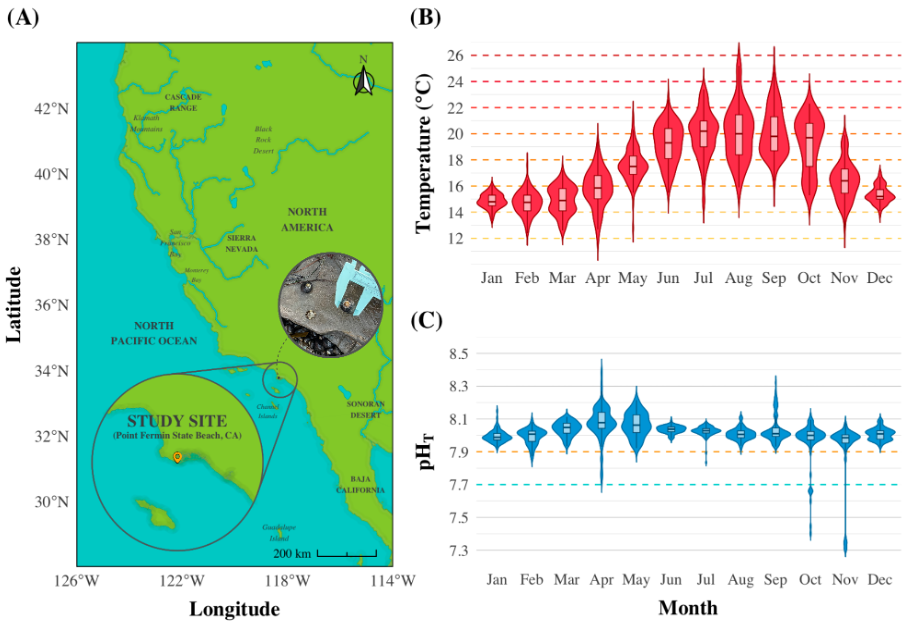 (A)
N
42°N
40°N
38°N
36°N
34°N
32°N
30°N
Latitude
CASCADE
RANGE
Klamath
Mountains
Black
Rock
Desert
NORTH
AMERICA
San
Francisco
Bay
SIERRA
NEVADA
Monterey
Bay
NORTH
PACIFIC OCEAN
Channel
Islands
SONORAN
DESERT
STUDY SITE
(Point Fermin State Beach, CA)
BAJA
CALIFORNIA
Guadalupe
Island
200 km
126°W 122°W 118°W 114°W
Longitude
(B)
Temperature (°C)
26
24
22
20
18
16
14
12
Jan Feb Mar Apr May Jun Jul Aug Sep Oct Nov Dec
(C)
pHT
8.5
8.3
8.1
7.9
7.7
7.5
7.3
Jan Feb Mar Apr May Jun Jul Aug Sep Oct Nov Dec
Month